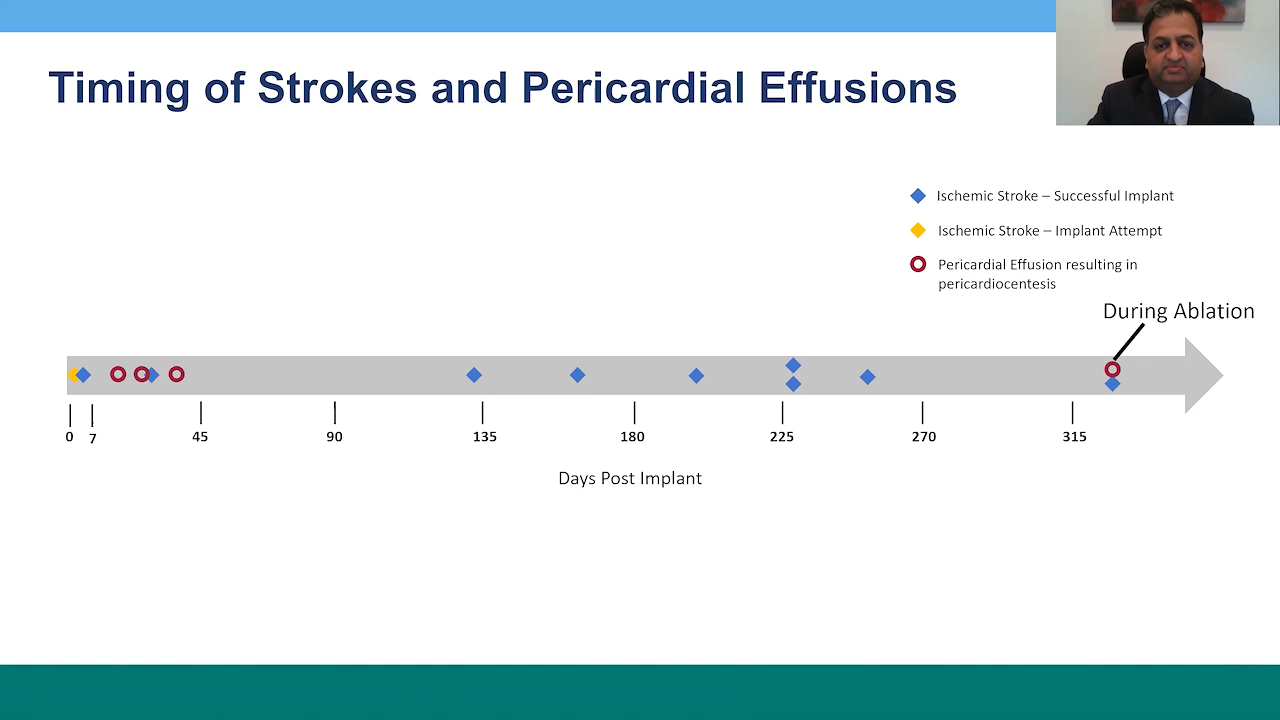 Timing of Strokes and Pericardial Effusions
Ischemic Stroke – Successful Implant
Ischemic Stroke – Implant Attempt
Pericardial Effusion resulting in
pericardiocentesis
During Ablation
0 7 45 90 135 180 225 270 315
Days Post Implant